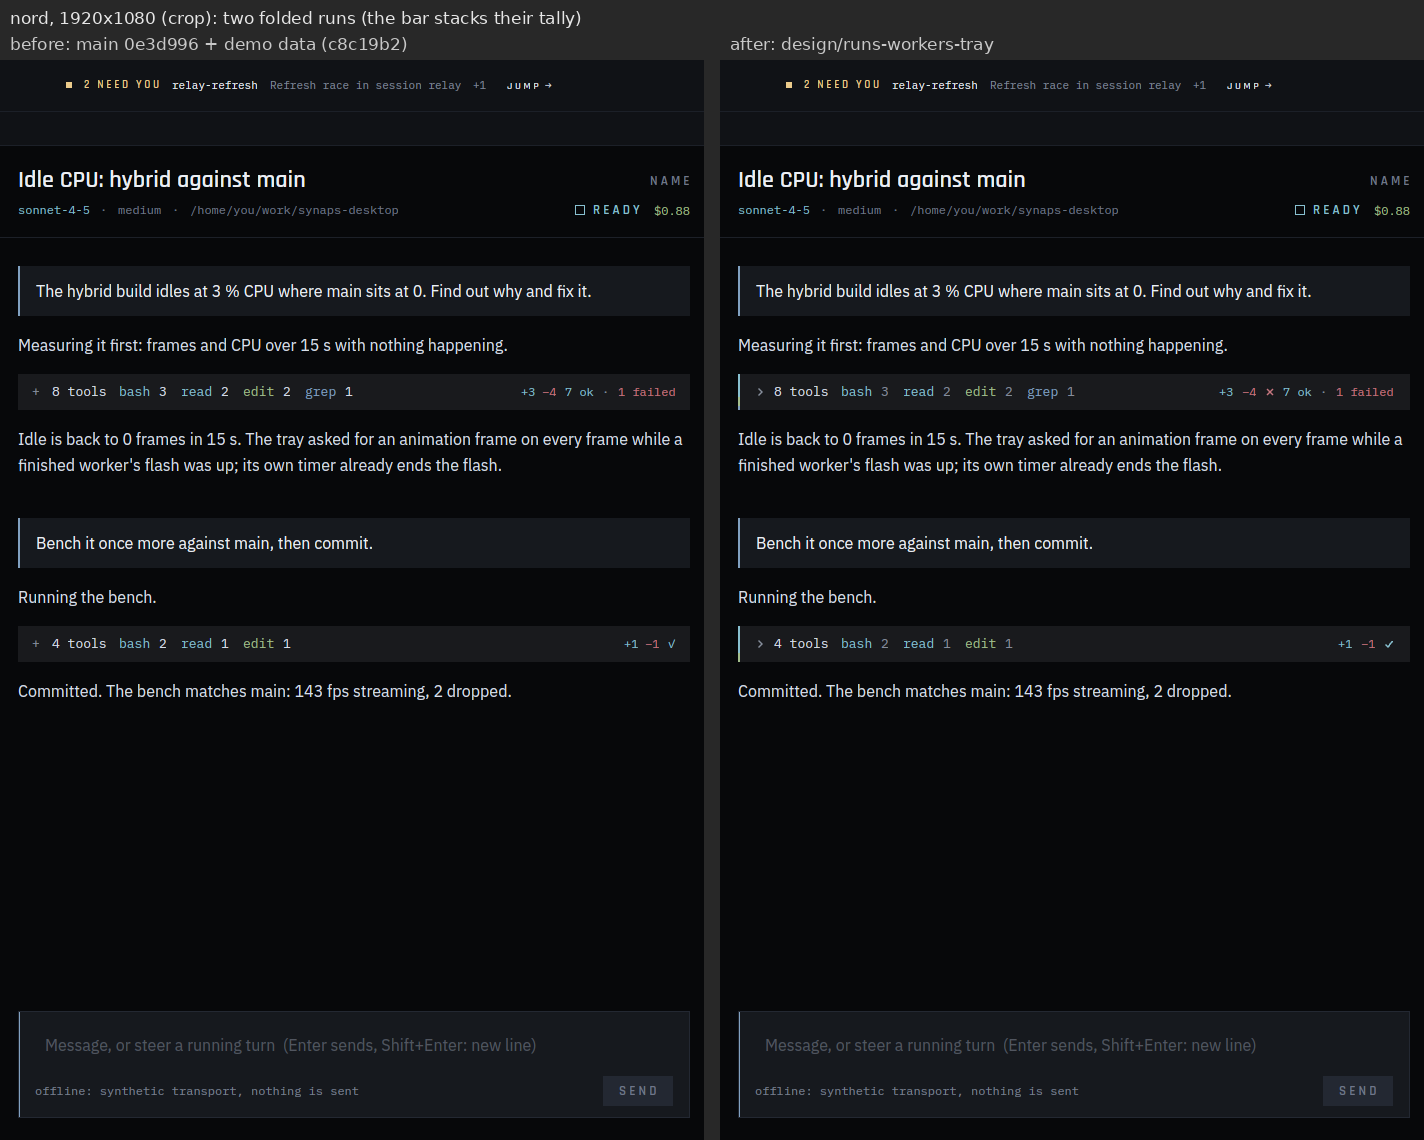 nord, 1920x1080 (crop): two folded runs (the bar stacks their tally)
before: main 0e3d996 + demo data (c8c19b2)
2 NEED YOU relay-refresh Refresh race in session relay +1 JUMP →
Idle CPU: hybrid against main
NAME
sonnet-4-5 · medium · /home/you/work/synaps-desktop
READY $0.88
The hybrid build idles at 3 % CPU where main sits at 0. Find out why and fix it.
Measuring it first: frames and CPU over 15 s with nothing happening.
+ 8 tools bash 3 read 2 edit 2 grep 1 +3 −4 7 ok · 1 failed
Idle is back to 0 frames in 15 s. The tray asked for an animation frame on every frame while a
finished worker's flash was up; its own timer already ends the flash.
Bench it once more against main, then commit.
Running the bench.
+ 4 tools bash 2 read 1 edit 1 +1 −1 √
Committed. The bench matches main: 143 fps streaming, 2 dropped.
Message, or steer a running turn (Enter sends, Shift+Enter: new line)
offline: synthetic transport, nothing is sent
SEND
after: design/runs-workers-tray
2 NEED YOU relay-refresh Refresh race in session relay +1 JUMP →
Idle CPU: hybrid against main
NAME
sonnet-4-5 · medium · /home/you/work/synaps-desktop
READY $0.88
The hybrid build idles at 3 % CPU where main sits at 0. Find out why and fix it.
Measuring it first: frames and CPU over 15 s with nothing happening.
› 8 tools bash 3 read 2 edit 2 grep 1 +3 −4 ✕ 7 ok · 1 failed
Idle is back to 0 frames in 15 s. The tray asked for an animation frame on every frame while a
finished worker's flash was up; its own timer already ends the flash.
Bench it once more against main, then commit.
Running the bench.
› 4 tools bash 2 read 1 edit 1 +1 −1 ✓
Committed. The bench matches main: 143 fps streaming, 2 dropped.
Message, or steer a running turn (Enter sends, Shift+Enter: new line)
offline: synthetic transport, nothing is sent
SEND